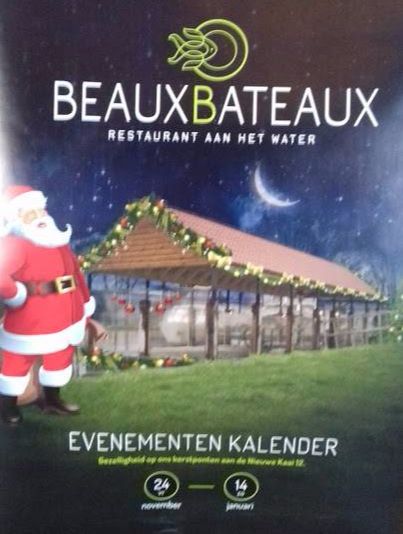 BEAUXBATEAUX
RESTAURANT AAN HET WATER
EVENEMENTEN KALENDER
Gezelligheid op ons kerstponton aan de Nieuwe Kaai 12.
24 14
november januari